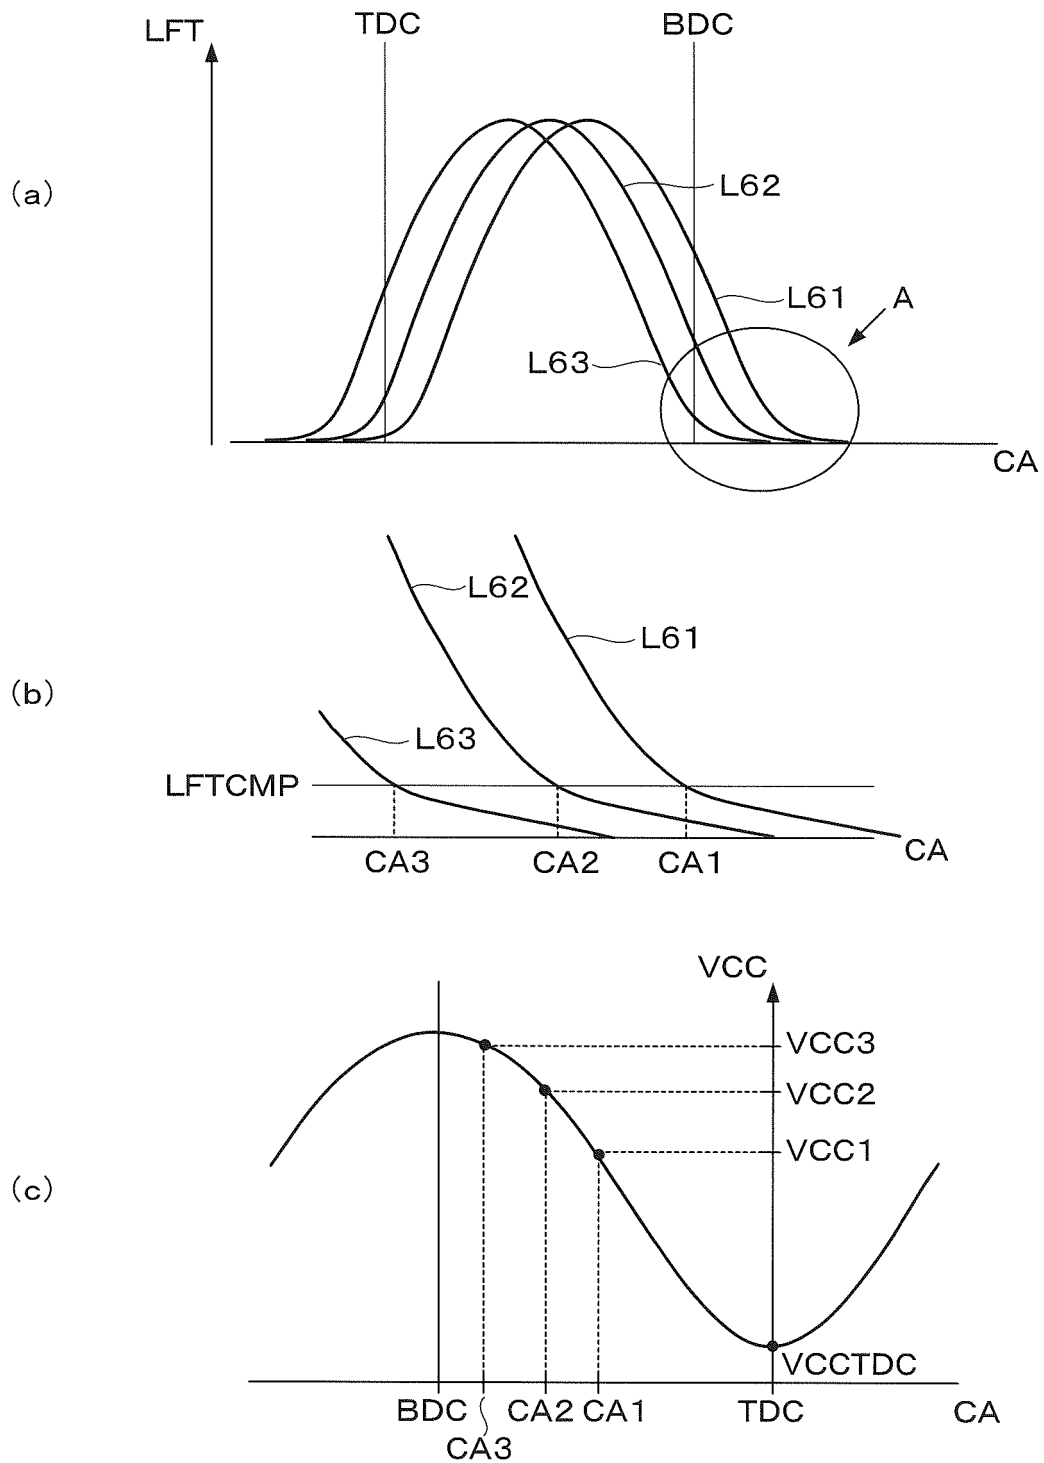 LFT
TDC
BDC
(a)
L62
L61
A
L63
CA
(b)
L62
L61
L63
LFTCMP
CA3
CA2
CA1
CA
(c)
VCC
VCC3
VCC2
VCC1
VCCTDC
BDC
CA2
CA1
TDC
CA
CA3